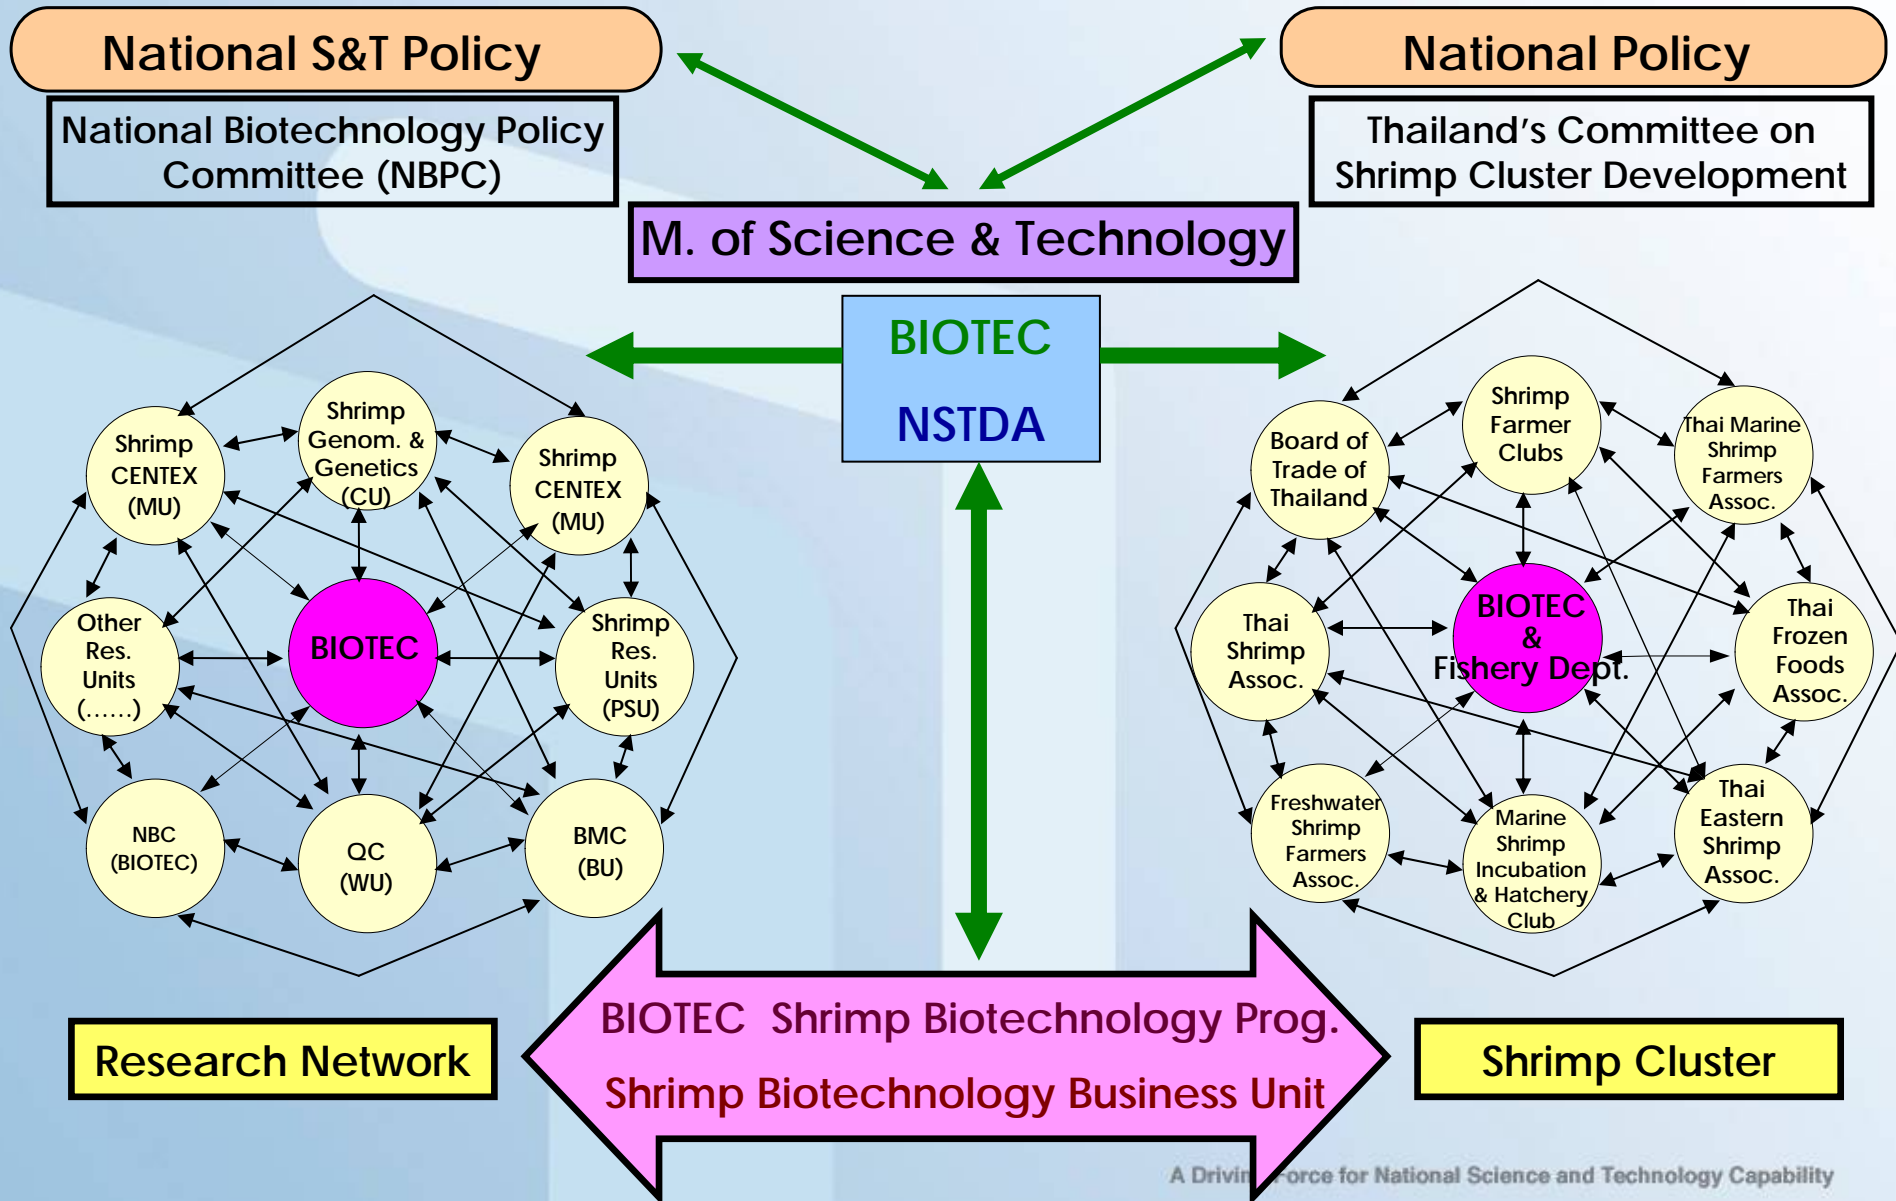 National S&T Policy
National Policy
National Biotechnology Policy
Committee (NBPC)
Thailand's Committee on
Shrimp Cluster Development
M. of Science & Technology
BIOTEC
NSTDA
Shrimp
CENTEX
(MU)
Shrimp
Genom. &
Genetics
(CU)
Shrimp
CENTEX
(MU)
Other
Res.
Units
(......)
BIOTEC
Shrimp
Res.
Units
(PSU)
NBC
(BIOTEC)
QC
(WU)
BMC
(BU)
Board of
Trade of
Thailand
Shrimp
Farmer
Clubs
Thai Marine
Shrimp
Farmers
Assoc.
Thai
Shrimp
Assoc.
BIOTEC
&
Fishery Dept.
Thai
Frozen
Foods
Assoc.
Freshwater
Shrimp
Farmers
Assoc.
Marine
Shrimp
Incubation
& Hatchery
Club
Thai
Eastern
Shrimp
Assoc.
Research Network
BIOTEC Shrimp Biotechnology Prog.
Shrimp Biotechnology Business Unit
Shrimp Cluster
A Drivin orce for National Science and Technology Capability